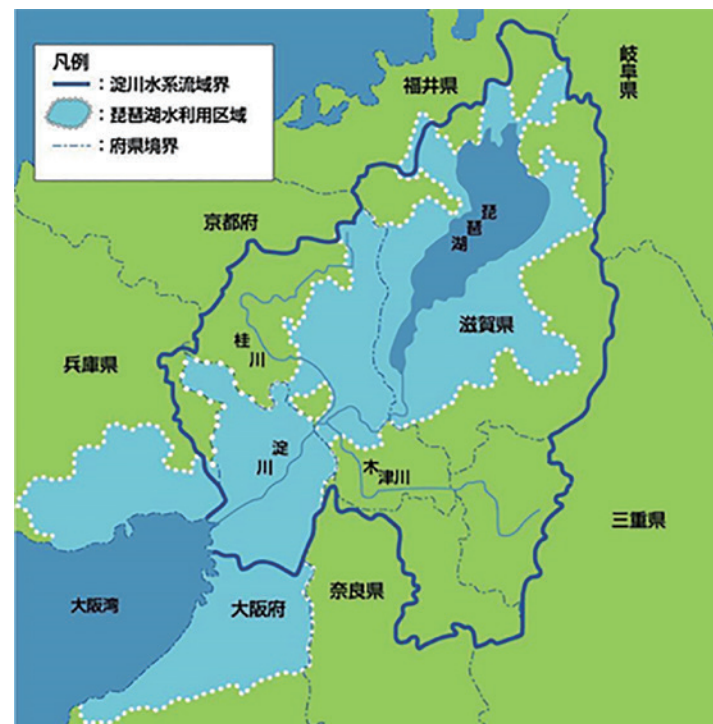 凡例
：淀川水系流域界
：琵琶湖水利用区域
：府県境界
福井県
岐阜県
京都府
琵琶湖
滋賀県
兵庫県
桂川
淀川
木津川
三重県
大阪湾
大阪府
奈良県